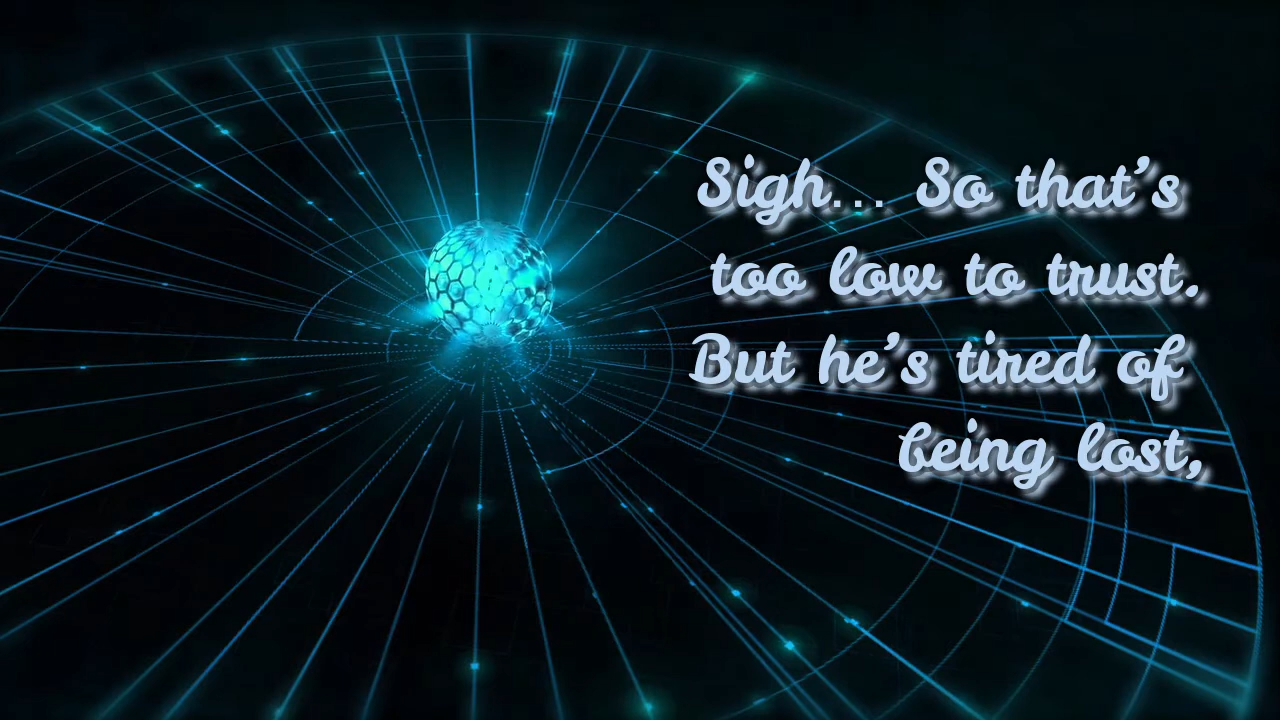 Sigh... So that's
too low to trust.
But he's tired of
being lost,